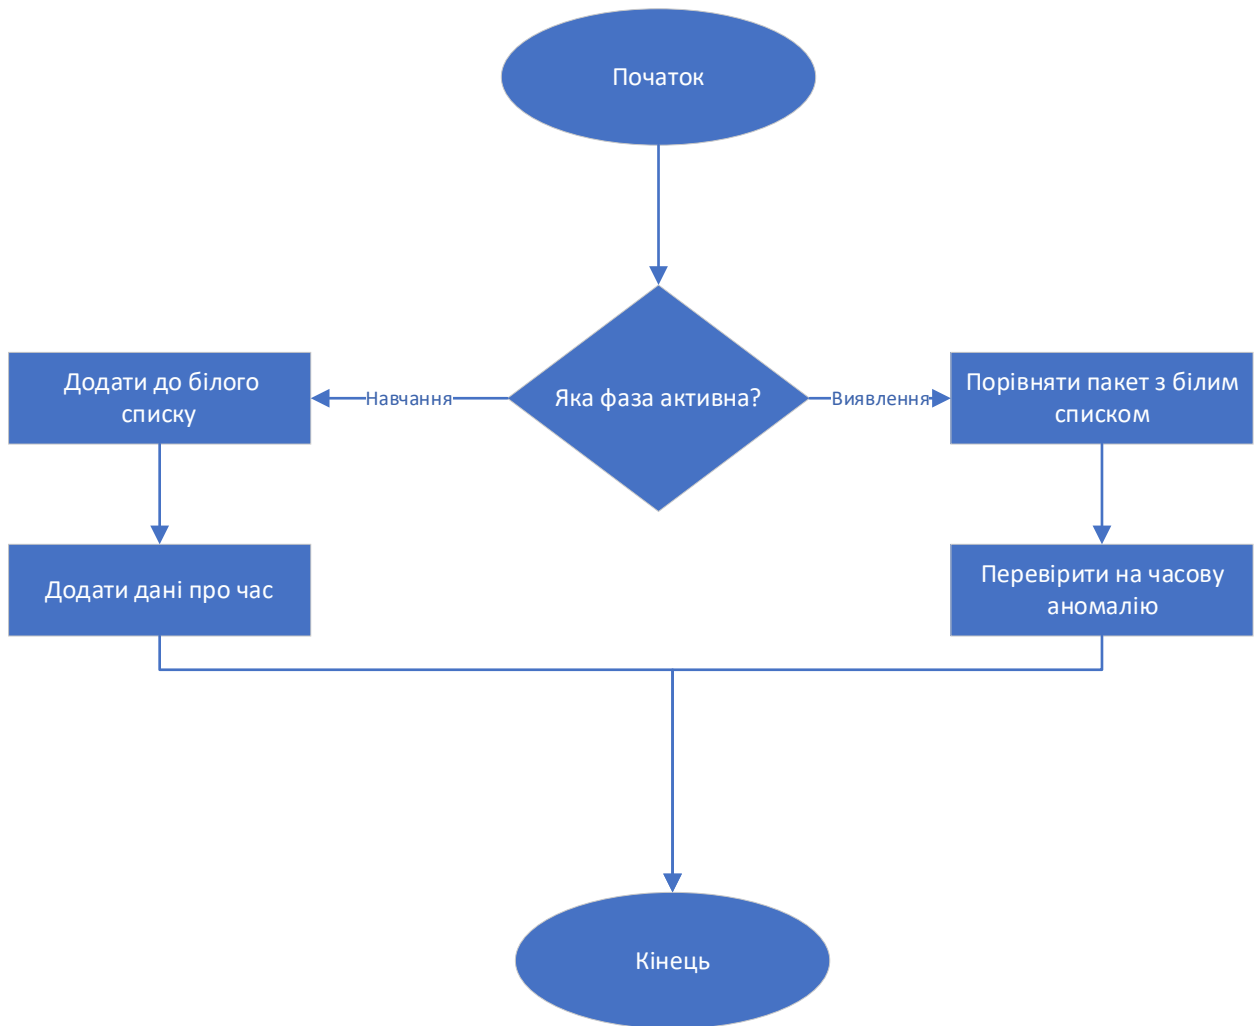 Початок
Яка фаза активна?
Навчання
Виявлення
Додати до білого
списку
Порівняти пакет з білим
списком
Додати дані про час
Перевірити на часову
аномалію
Кінець